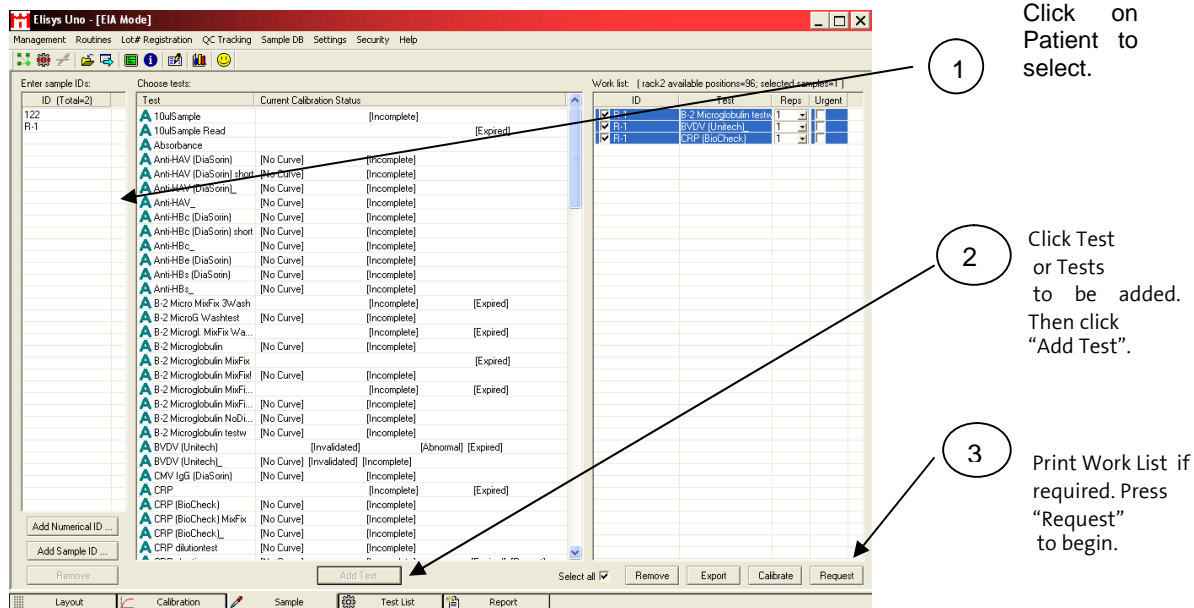 Elisys Uno - [EIA Mode]
Management Routines Lot# Registration QC Tracking Sample DB Settings Security Help
Enter sample IDs:
ID (Total=2)
122
R-1
Add Numerical ID ...
Add Sample ID ...
Remove
Choose tests:
Test Current Calibration Status
10ulSample [Incomplete]
10ulSample Read [Expired]
Absorbance
Anti-HAV (DiaSorin) [No Curve] [Incomplete]
Anti-HAV (DiaSorin) short [No Curve] [Incomplete]
Anti-HAV (DiaSorin)_ [No Curve] [Incomplete]
Anti-HAV_ [No Curve] [Incomplete]
Anti-HBc (DiaSorin) [No Curve] [Incomplete]
Anti-HBc (DiaSorin) short [No Curve] [Incomplete]
Anti-HBc_ [No Curve] [Incomplete]
Anti-HBe (DiaSorin) [No Curve] [Incomplete]
Anti-HBs (DiaSorin) [No Curve] [Incomplete]
Anti-HBs_ [No Curve] [Incomplete]
B-2 Micro MixFix 3Wash [Incomplete] [Expired]
B-2 MicroG Washtest [No Curve] [Incomplete]
B-2 Microgl. MixFix Wa... [Incomplete] [Expired]
B-2 Microglobulin [No Curve] [Incomplete]
B-2 Microglobulin MixFix [Expired]
B-2 Microglobulin MixFix! [No Curve] [Incomplete]
B-2 Microglobulin MixFi... [Incomplete] [Expired]
B-2 Microglobulin MixFi... [No Curve] [Incomplete]
B-2 Microglobulin NoDi... [No Curve] [Incomplete]
B-2 Microglobulin testw [No Curve] [Incomplete]
BVDV (Unitech) [Invalidated] [Abnormal] [Expired]
BVDV (Unitech)_ [No Curve] [Invalidated] [Incomplete]
CMV IgG (DiaSorin) [No Curve] [Incomplete]
CRP [Incomplete] [Expired]
CRP (BioCheck) [No Curve] [Incomplete]
CRP (BioCheck) MixFix [No Curve] [Incomplete]
CRP (BioCheck)_ [No Curve] [Incomplete]
CRP dilutiontest [No Curve] [Incomplete]
Add Test
Work list: ( rack2 available positions=96; selected samples=1 )
ID Test Reps Urgent
R-1 B-2 Microglobulin testw 1
R-1 BVDV (Unitech)_ 1
R-1 CRP (BioCheck) 1
Select all Remove Export Calibrate Request
Layout Calibration Sample Test List Report
1
Click on
Patient to
select.
2
Click Test
or Tests
to be added.
Then click
“Add Test”.
3
Print Work List if
required. Press
“Request”
to begin.